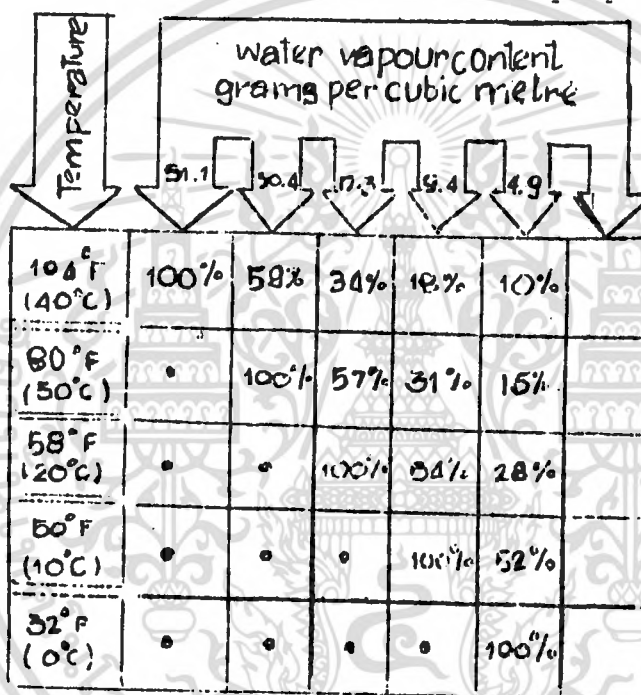 Temperature
water vapour content
grams per cubic metre
51.1 30.4 17.3 9.4 4.9
104°F 100% 59% 34% 18% 10%
(40°C)
80°F • 100% 57% 31% 15%
(30°C)
58°F • • 100% 54% 28%
(20°C)
50°F • • • 100% 52%
(10°C)
32°F • • • • 100%
(0°C)